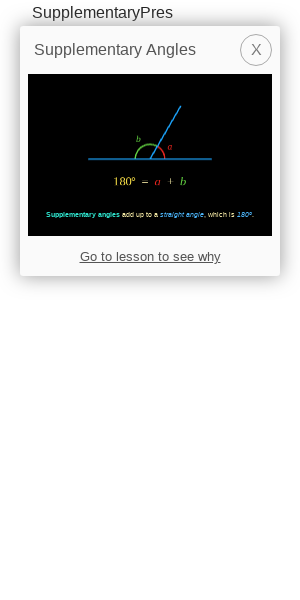 SupplementaryPres
Supplementary Angles
X
b
a
180° = a + b
Supplementary angles add up to a straight angle, which is 180°.
Go to lesson to see why